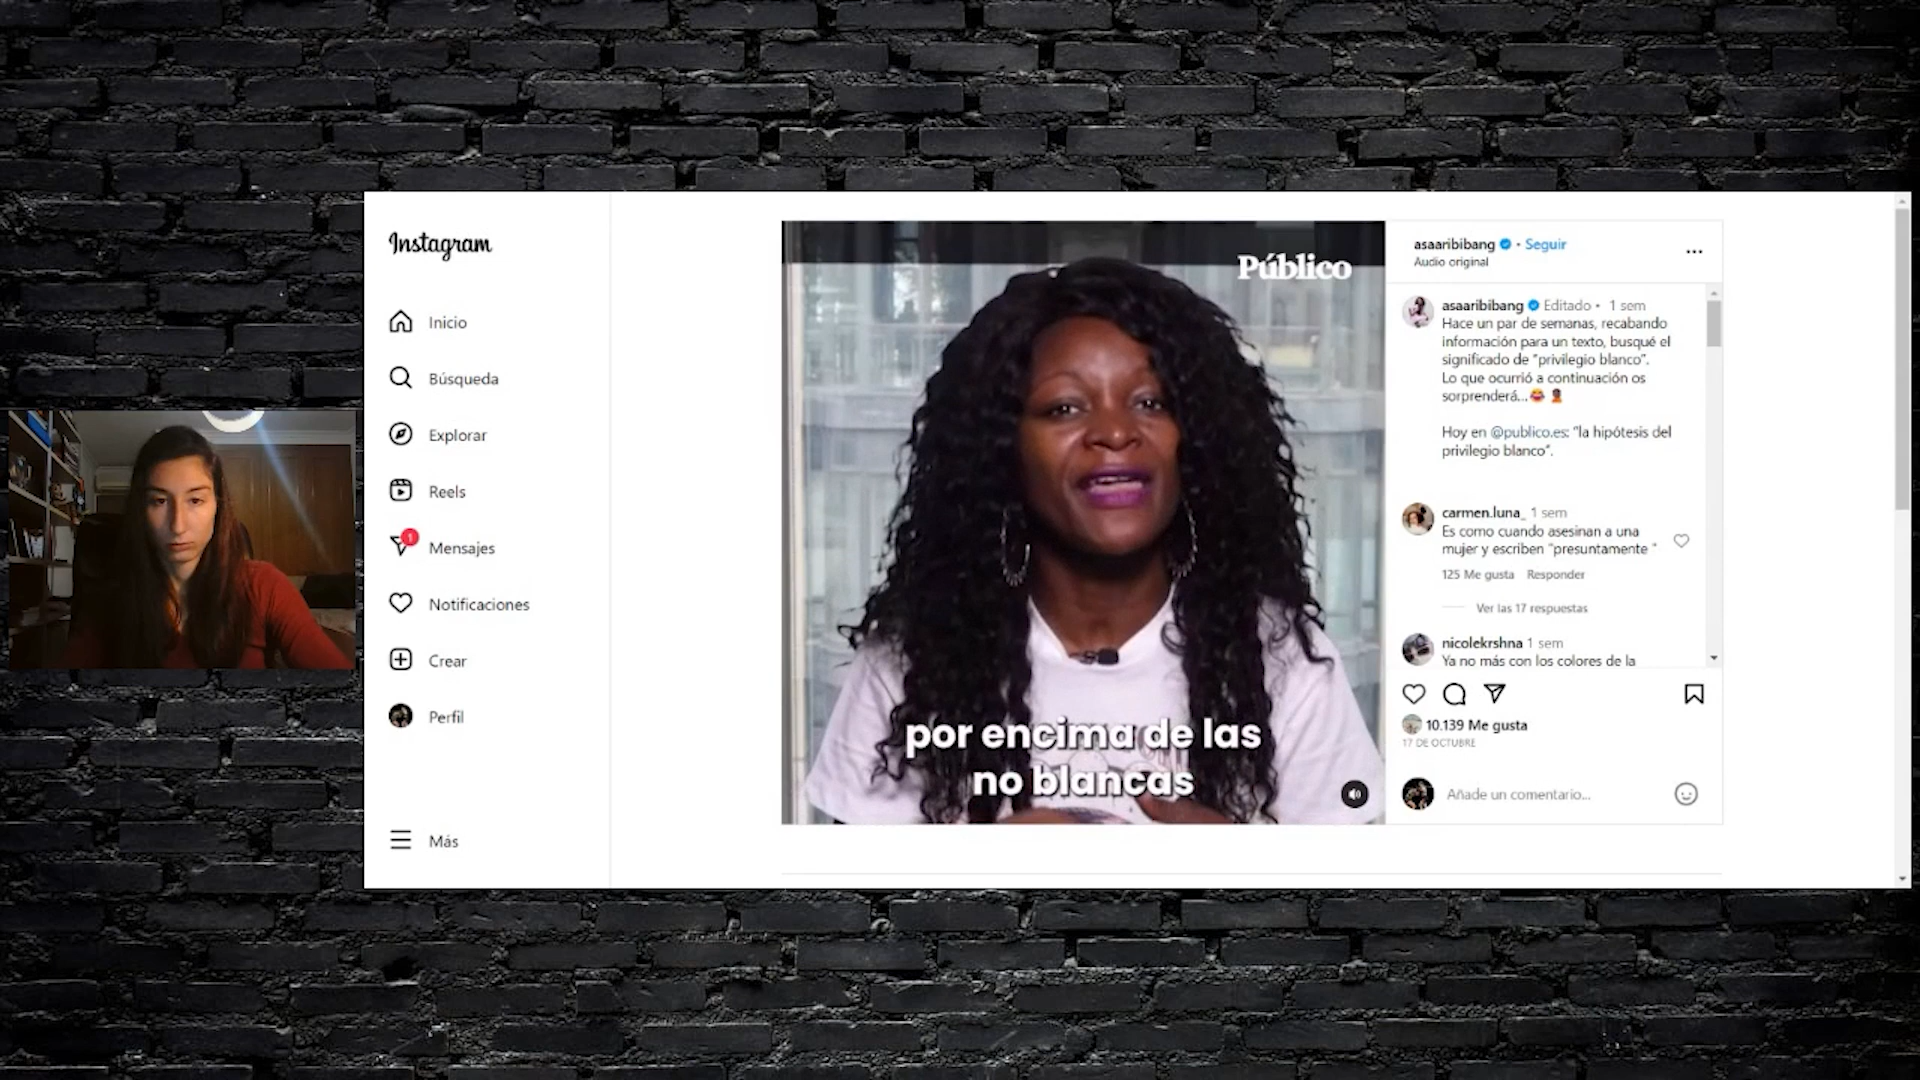 Instagram
Inicio
Búsqueda
Explorar
Reels
1
Mensajes
Notificaciones
Crear
Perfil
Más
Público
por encima de las
no blancas
asaaribibang • Seguir
Audio original
asaaribibang Editado • 1 sem
Hace un par de semanas, recabando
información para un texto, busqué el
significado de "privilegio blanco".
Lo que ocurrió a continuación os
sorprenderá...
Hoy en @publico.es: "la hipótesis del
privilegio blanco".
carmen.luna_ 1 sem
Es como cuando asesinan a una
mujer y escriben "presuntamente "
125 Me gusta Responder
Ver las 17 respuestas
nicolekrshna 1 sem
Ya no más con los colores de la
10.139 Me gusta
17 DE OCTUBRE
Añade un comentario...